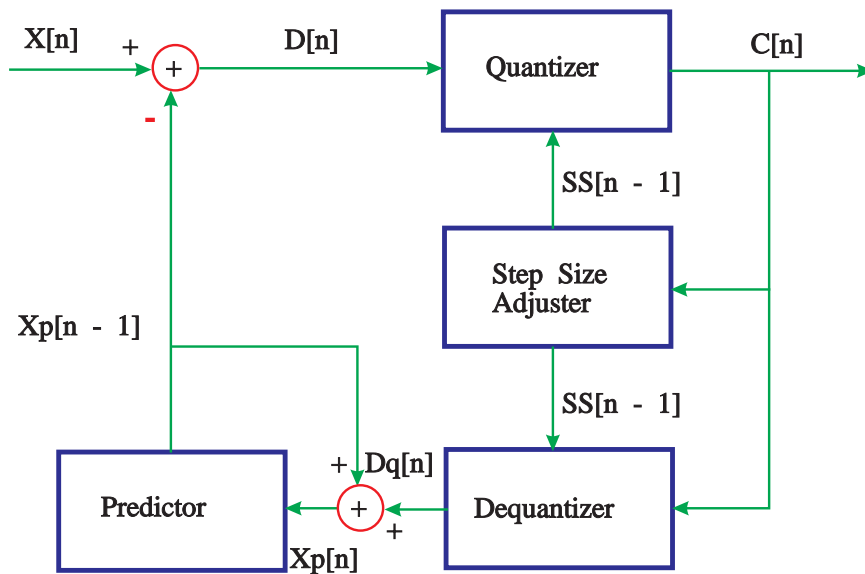 X[n]
+
+
D[n]
Quantizer
C[n]
-
SS[n - 1]
Step Size
Adjuster
Xp[n - 1]
SS[n - 1]
+
Dq[n]
Predictor
+
+
Dequantizer
Xp[n]